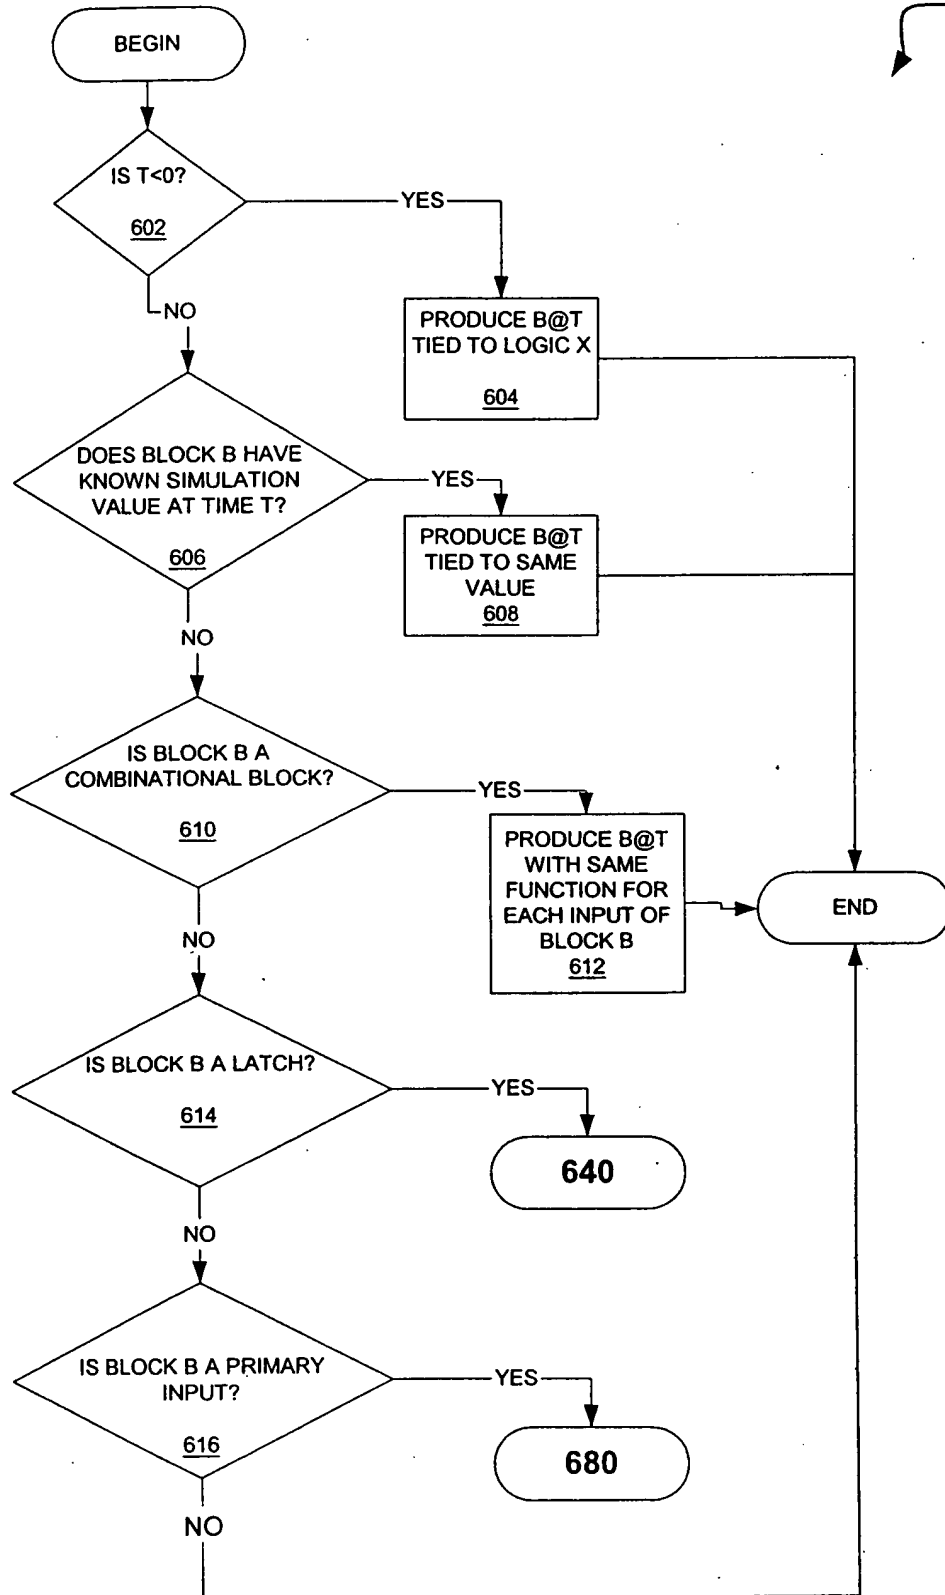 BEGIN
IS T<0?
602
YES
NO
PRODUCE B@T
TIED TO LOGIC X
604
DOES BLOCK B HAVE
KNOWN SIMULATION
VALUE AT TIME T?
606
YES
NO
PRODUCE B@T
TIED TO SAME
VALUE
608
IS BLOCK B A
COMBINATIONAL BLOCK?
610
YES
NO
PRODUCE B@T
WITH SAME
FUNCTION FOR
EACH INPUT OF
BLOCK B
612
END
IS BLOCK B A LATCH?
614
YES
NO
640
IS BLOCK B A PRIMARY
INPUT?
616
YES
680
NO